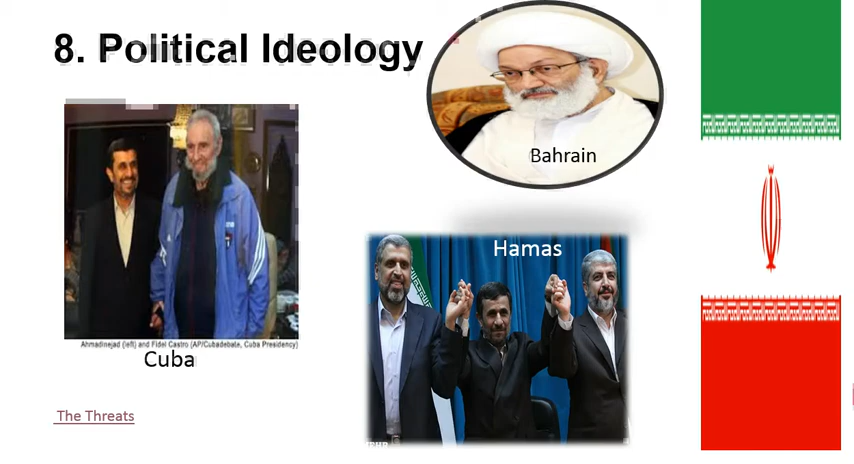 8. Political Ideology
Bahrain
Hamas
Ahmadinejad (left) and Fidel Castro (AP/Cubadebate, Cuba Presidency)
Cuba
The Threats